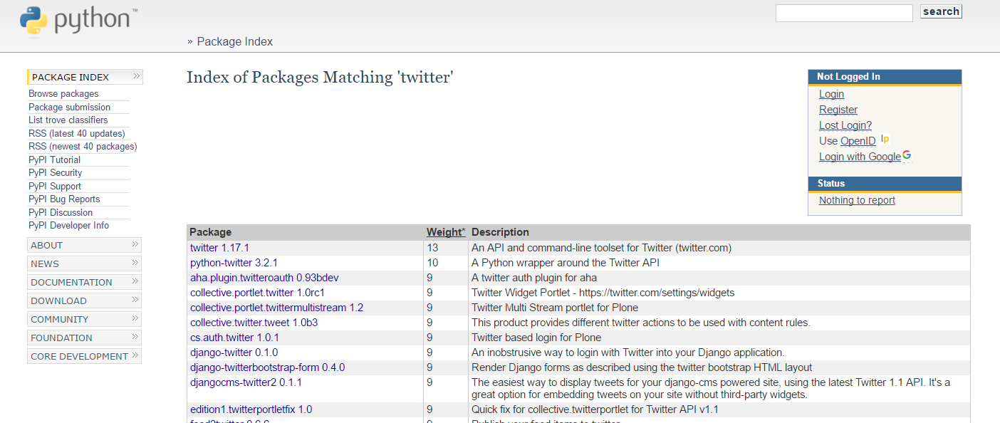 python™
search
» Package Index
PACKAGE INDEX »
Browse packages
Package submission
List trove classifiers
RSS (latest 40 updates)
RSS (newest 40 packages)
PyPI Tutorial
PyPI Security
PyPI Support
PyPI Bug Reports
PyPI Discussion
PyPI Developer Info
ABOUT »
NEWS »
DOCUMENTATION »
DOWNLOAD »
COMMUNITY »
FOUNDATION »
CORE DEVELOPMENT »
Index of Packages Matching 'twitter'
Not Logged In
Login
Register
Lost Login?
Use OpenID
Login with Google
Status
Nothing to report
Package Weight* Description
twitter 1.17.1 13 An API and command-line toolset for Twitter (twitter.com)
python-twitter 3.2.1 10 A Python wrapper around the Twitter API
aha.plugin.twitteroauth 0.93bdev 9 A twitter auth plugin for aha
collective.portlet.twitter 1.0rc1 9 Twitter Widget Portlet - https://twitter.com/settings/widgets
collective.portlet.twittermultistream 1.2 9 Twitter Multi Stream portlet for Plone
collective.twitter.tweet 1.0b3 9 This product provides different twitter actions to be used with content rules.
cs.auth.twitter 1.0.1 9 Twitter based login for Plone
django-twitter 0.1.0 9 An inobstrusive way to login with Twitter into your Django application.
django-twitterbootstrap-form 0.4.0 9 Render Django forms as described using the twitter bootstrap HTML layout
djangocms-twitter2 0.1.1 9 The easiest way to display tweets for your django-cms powered site, using the latest Twitter 1.1 API. It's a
great option for embedding tweets on your site without third-party widgets.
edition1.twitterportletfix 1.0 9 Quick fix for collective.twitterportlet for Twitter API v1.1